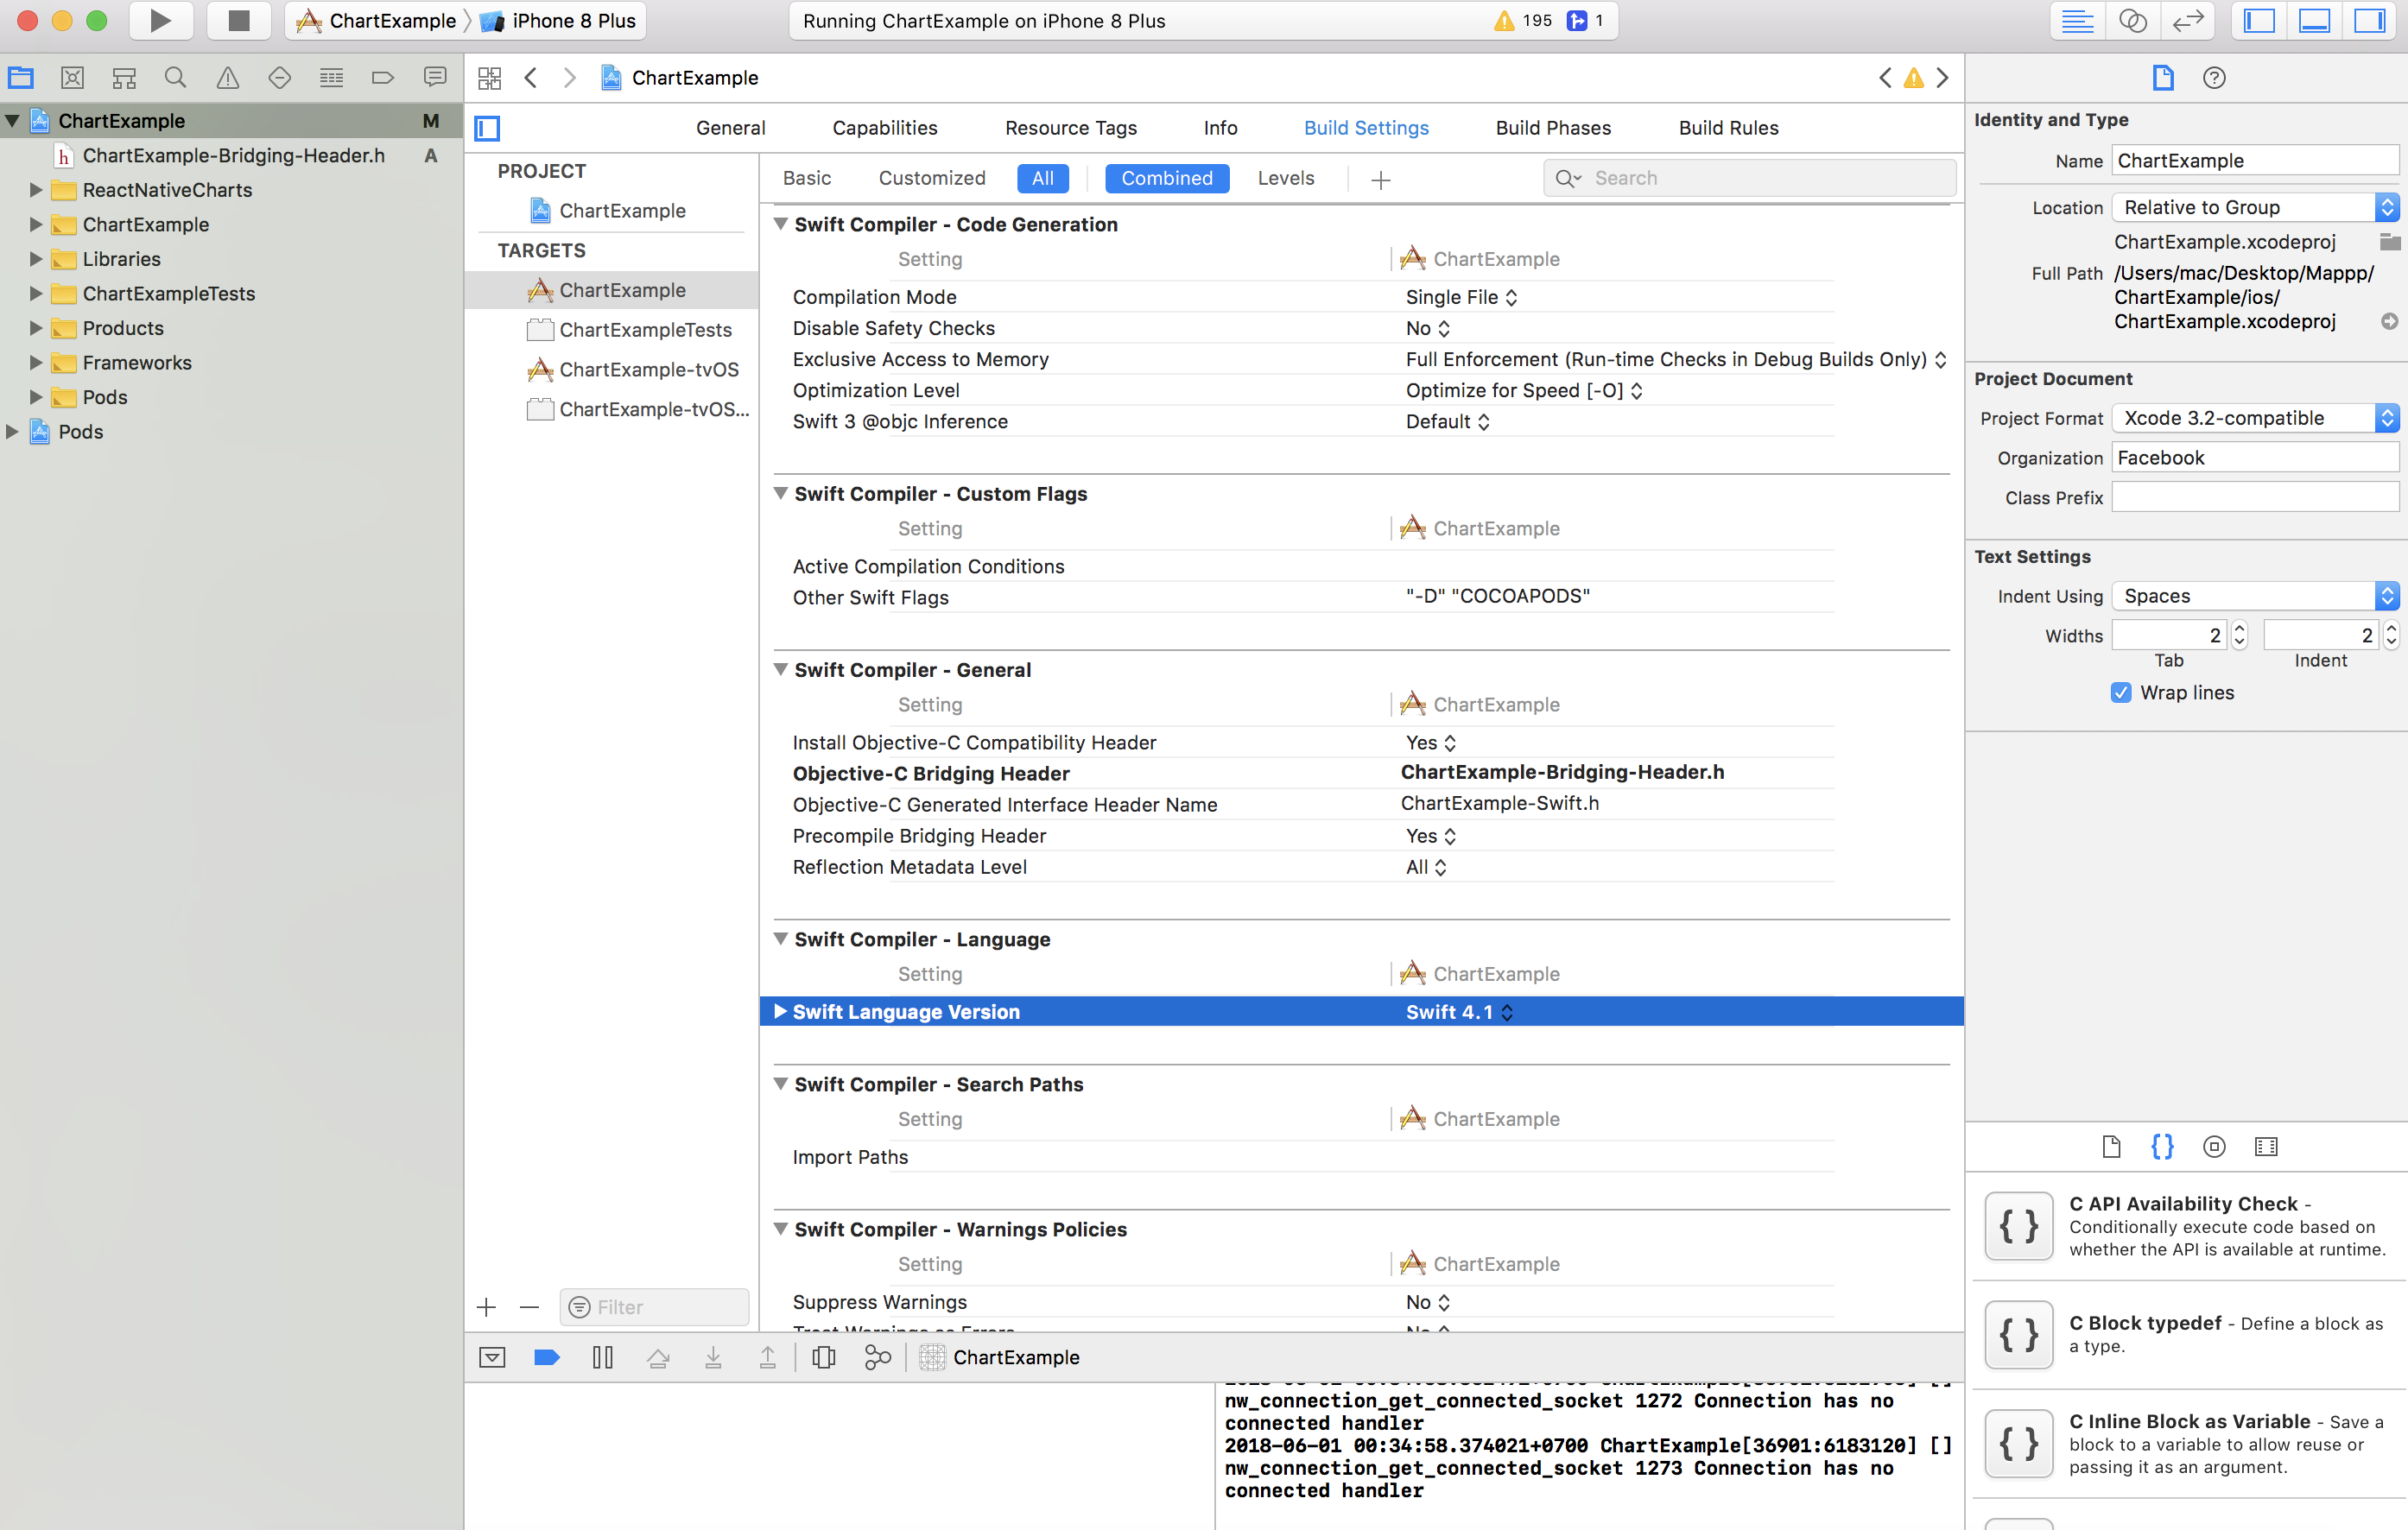 ChartExample
iPhone 8 Plus
Running ChartExample on iPhone 8 Plus
195
1
ChartExample M
ChartExample-Bridging-Header.h A
ReactNativeCharts
ChartExample
Libraries
ChartExampleTests
Products
Frameworks
Pods
Pods
ChartExample
General Capabilities Resource Tags Info Build Settings Build Phases Build Rules
PROJECT
ChartExample
TARGETS
ChartExample
ChartExampleTests
ChartExample-tvOS
ChartExample-tvOS...
Filter
Basic Customized All Combined Levels
Search
Swift Compiler - Code Generation
Setting ChartExample
Compilation Mode Single File
Disable Safety Checks No
Exclusive Access to Memory Full Enforcement (Run-time Checks in Debug Builds Only)
Optimization Level Optimize for Speed [-O]
Swift 3 @objc Inference Default
Swift Compiler - Custom Flags
Setting ChartExample
Active Compilation Conditions
Other Swift Flags "-D" "COCOAPODS"
Swift Compiler - General
Setting ChartExample
Install Objective-C Compatibility Header Yes
Objective-C Bridging Header ChartExample-Bridging-Header.h
Objective-C Generated Interface Header Name ChartExample-Swift.h
Precompile Bridging Header Yes
Reflection Metadata Level All
Swift Compiler - Language
Setting ChartExample
Swift Language Version Swift 4.1
Swift Compiler - Search Paths
Setting ChartExample
Import Paths
Swift Compiler - Warnings Policies
Setting ChartExample
Suppress Warnings No
ChartExample
nw_connection_get_connected_socket 1272 Connection has no
connected handler
2018-06-01 00:34:58.374021+0700 ChartExample[36901:6183120] []
nw_connection_get_connected_socket 1273 Connection has no
connected handler
Identity and Type
Name ChartExample
Location Relative to Group
ChartExample.xcodeproj
Full Path /Users/mac/Desktop/Mappp/
ChartExample/ios/
ChartExample.xcodeproj
Project Document
Project Format Xcode 3.2-compatible
Organization Facebook
Class Prefix
Text Settings
Indent Using Spaces
Widths 2 2
Tab Indent
Wrap lines
C API Availability Check -
Conditionally execute code based on
whether the API is available at runtime.
C Block typedef - Define a block as
a type.
C Inline Block as Variable - Save a
block to a variable to allow reuse or
passing it as an argument.